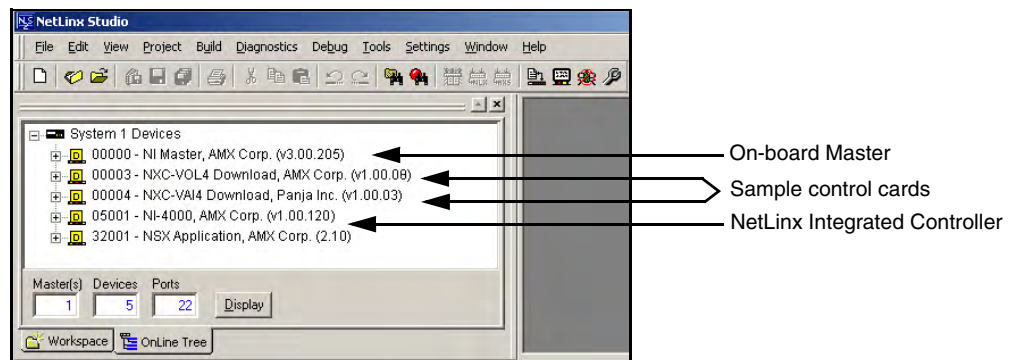 NetLinx Studio
File Edit View Project Build Diagnostics Debug Tools Settings Window Help
System 1 Devices
00000 - NI Master, AMX Corp. (v3.00.205)
00003 - NXC-VOL4 Download, AMX Corp. (v1.00.08)
00004 - NXC-VAI4 Download, Panja Inc. (v1.00.03)
05001 - NI-4000, AMX Corp. (v1.00.120)
32001 - NSX Application, AMX Corp. (2.10)
On-board Master
Sample control cards
NetLinx Integrated Controller
Master(s) Devices Ports
1 5 22 Display
Workspace OnLine Tree